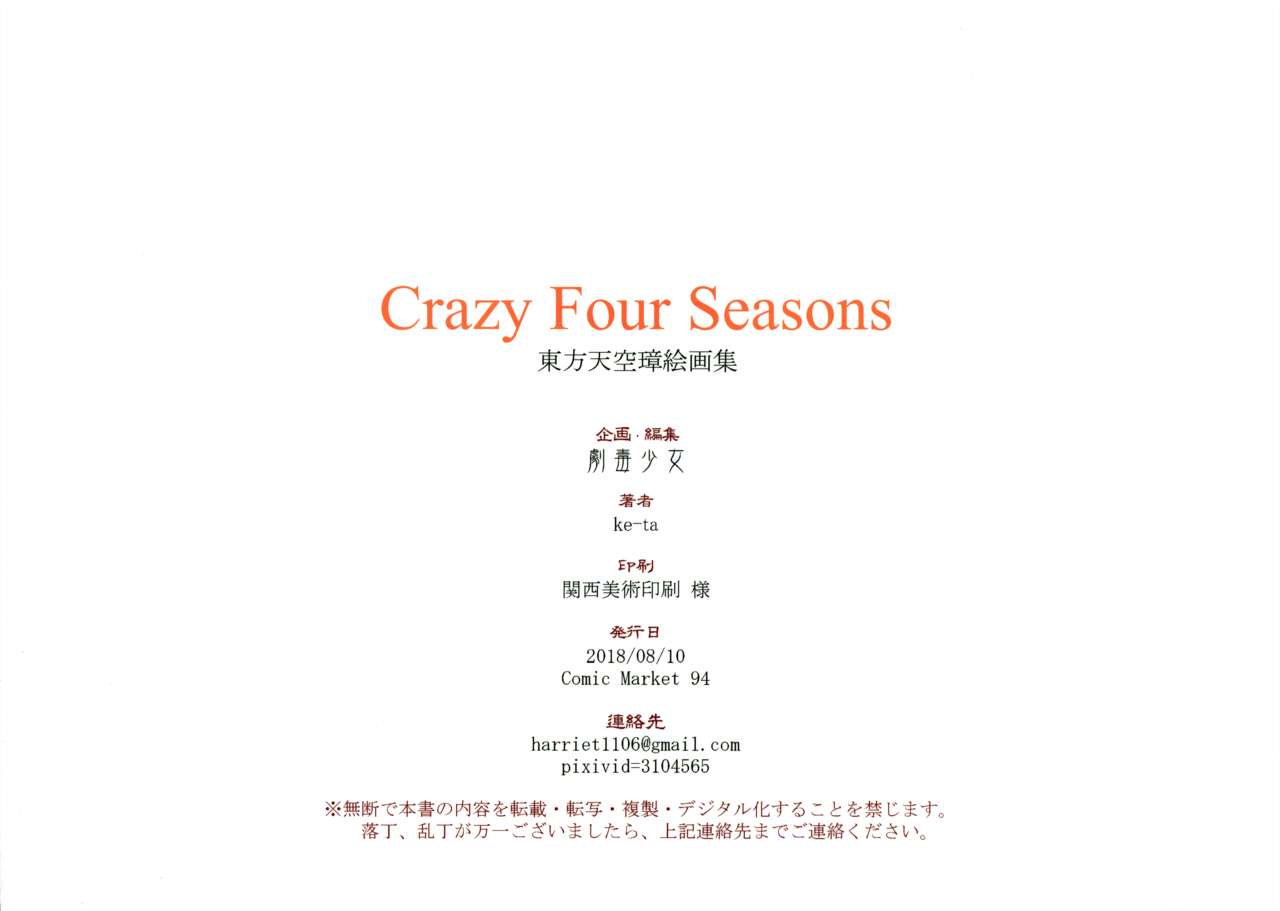 Crazy Four Seasons
東方天空璋絵画集
企画・編集
劇毒少女
著者
ke-ta
印刷
関西美術印刷 様
発行日
2018/08/10
Comic Market 94
連絡先
harriet1106@gmail.com
pixivid=3104565
※無断で本書の内容を転載・転写・複製・デジタル化することを禁じます。
落丁、乱丁が万一ございましたら、上記連絡先までご連絡ください。